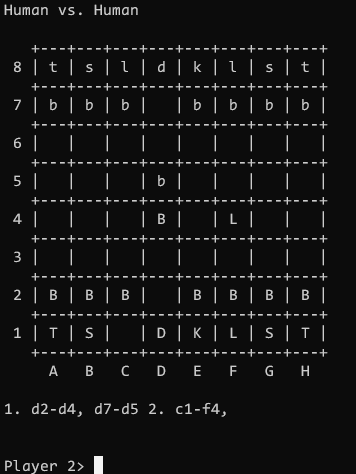 Human vs. Human
+---+---+---+---+---+---+---+---+
8 | t | s | l | d | k | l | s | t |
+---+---+---+---+---+---+---+---+
7 | b | b | b |   | b | b | b | b |
+---+---+---+---+---+---+---+---+
6 |   |   |   |   |   |   |   |   |
+---+---+---+---+---+---+---+---+
5 |   |   |   | b |   |   |   |   |
+---+---+---+---+---+---+---+---+
4 |   |   |   | B |   | L |   |   |
+---+---+---+---+---+---+---+---+
3 |   |   |   |   |   |   |   |   |
+---+---+---+---+---+---+---+---+
2 | B | B | B |   | B | B | B | B |
+---+---+---+---+---+---+---+---+
1 | T | S |   | D | K | L | S | T |
+---+---+---+---+---+---+---+---+
A B C D E F G H
1. d2-d4, d7-d5 2. c1-f4,
Player 2>